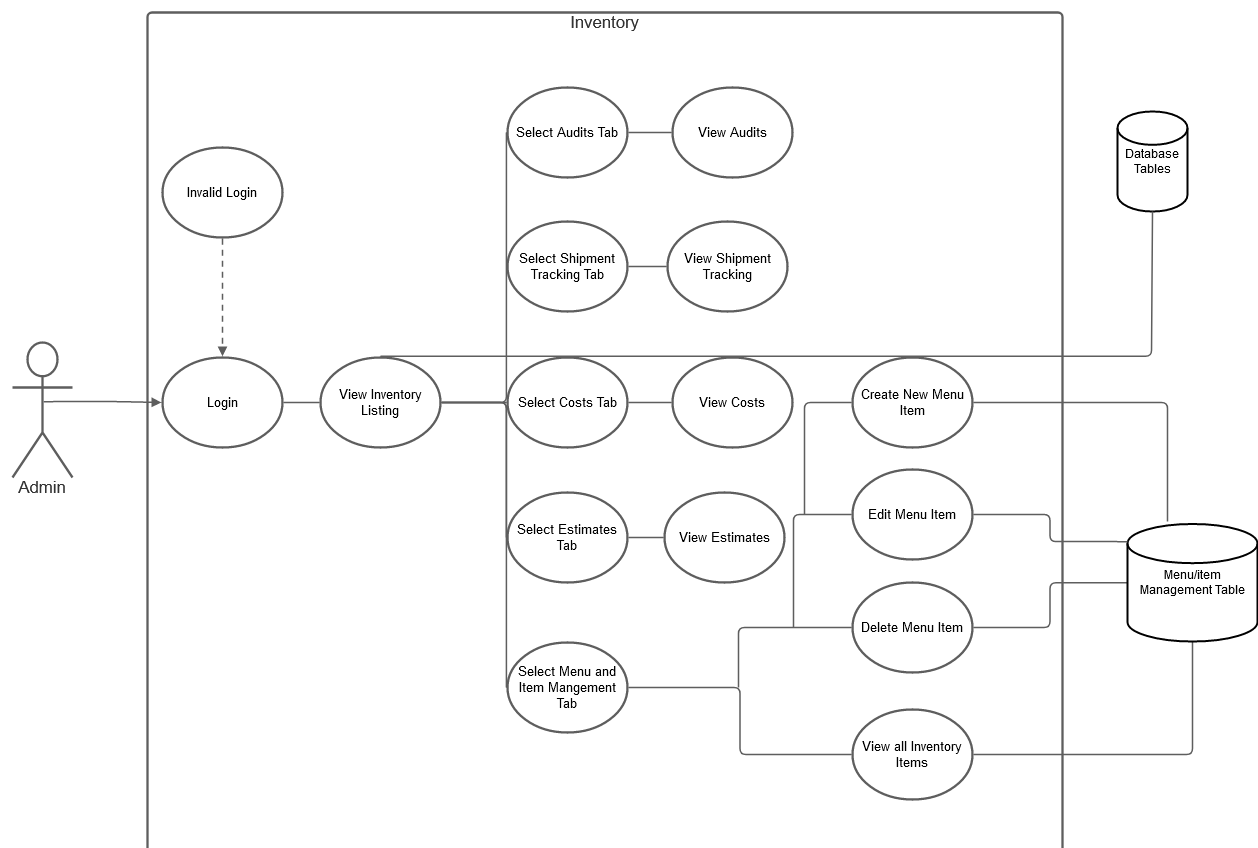 Inventory
Select Audits Tab
View Audits
Database
Tables
Invalid Login
Select Shipment
Tracking Tab
View Shipment
Tracking
Login
View Inventory
Listing
Select Costs Tab
View Costs
Create New Menu
Item
Admin
Select Estimates
Tab
View Estimates
Edit Menu Item
Menu/item
Management Table
Delete Menu Item
Select Menu and
Item Mangement
Tab
View all Inventory
Items